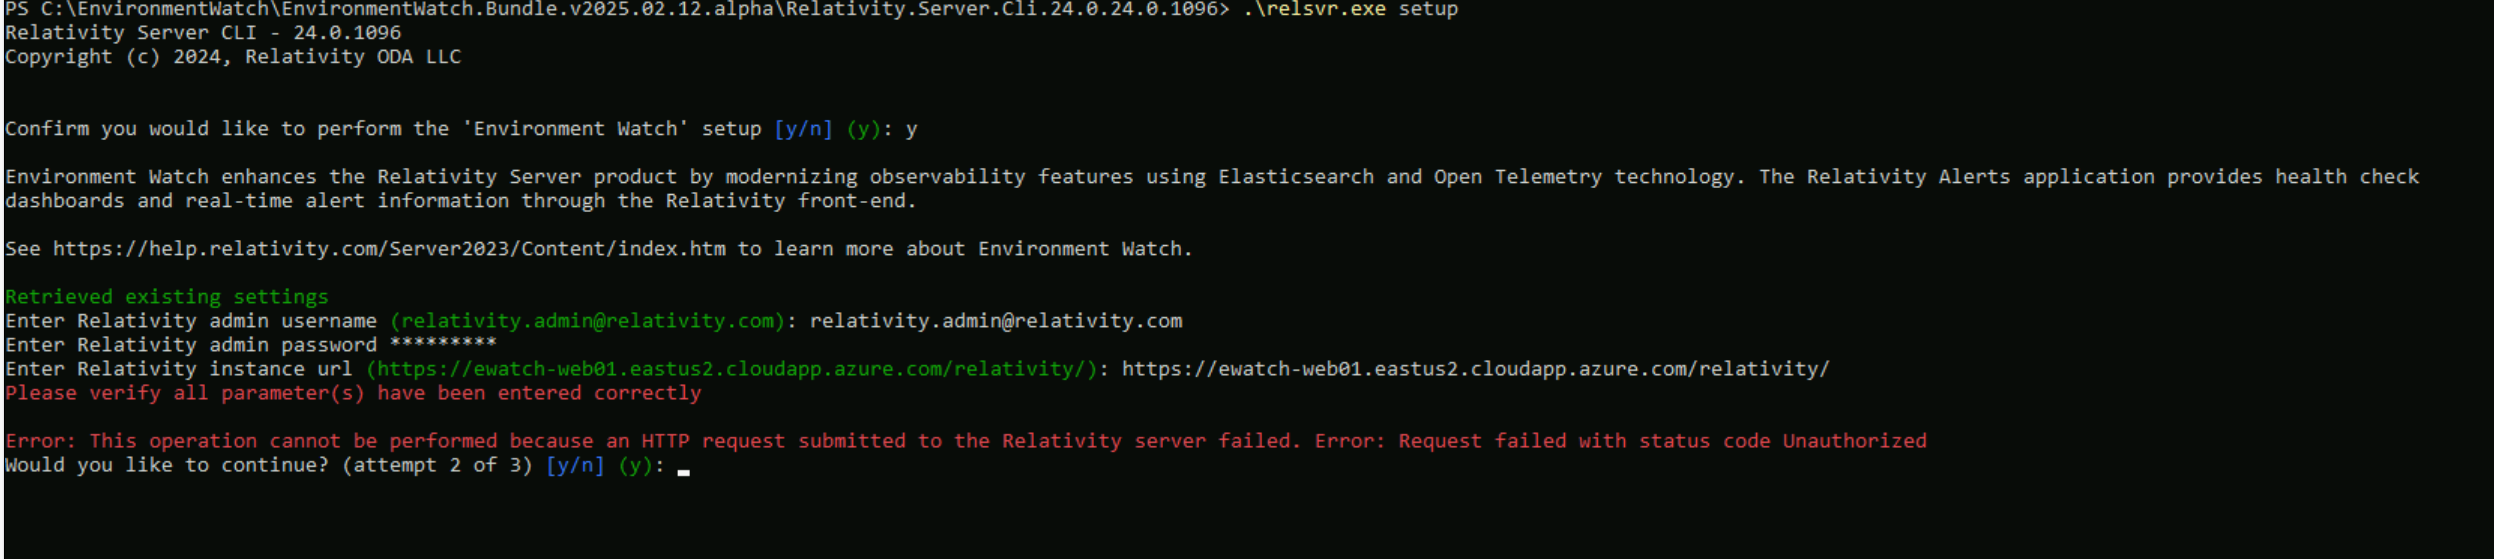 PS C:\EnvironmentWatch\EnvironmentWatch.Bundle.v2025.02.12.alpha\Relativity.Server.Cli.24.0.24.0.1096> .\relsvr.exe setup
Relativity Server CLI - 24.0.1096
Copyright (c) 2024, Relativity ODA LLC
Confirm you would like to perform the 'Environment Watch' setup [y/n] (y): y
Environment Watch enhances the Relativity Server product by modernizing observability features using Elasticsearch and Open Telemetry technology. The Relativity Alerts application provides health check
dashboards and real-time alert information through the Relativity front-end.
See https://help.relativity.com/Server2023/Content/index.htm to learn more about Environment Watch.
Retrieved existing settings
Enter Relativity admin username (relativity.admin@relativity.com): relativity.admin@relativity.com
Enter Relativity admin password *********
Enter Relativity instance url (https://ewatch-web01.eastus2.cloudapp.azure.com/relativity/): https://ewatch-web01.eastus2.cloudapp.azure.com/relativity/
Please verify all parameter(s) have been entered correctly
Error: This operation cannot be performed because an HTTP request submitted to the Relativity server failed. Error: Request failed with status code Unauthorized
Would you like to continue? (attempt 2 of 3) [y/n] (y):